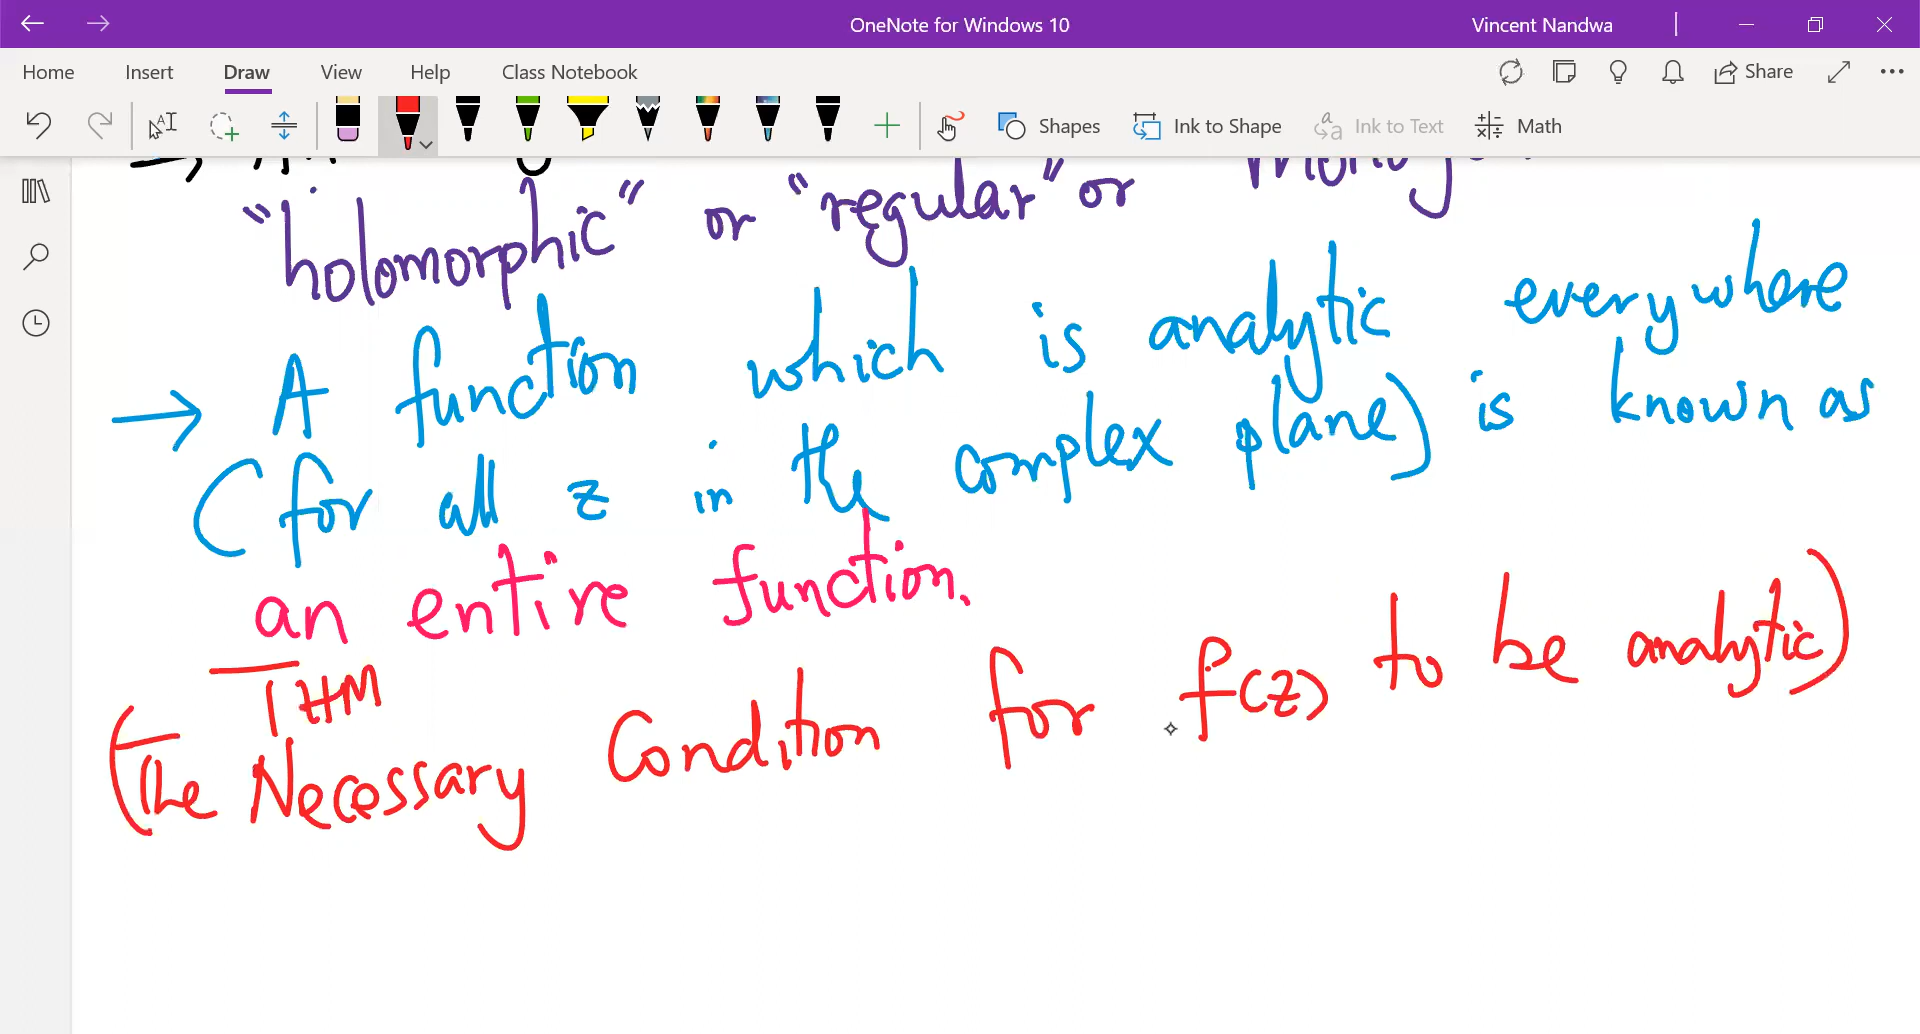 OneNote for Windows 10
Vincent Nandwa
Home Insert Draw View Help Class Notebook
Share
Shapes Ink to Shape Ink to Text Math
"holomorphic" or "regular" or
→ A function which is analytic everywhere
(for all z in the complex plane) is known as
an entire function.
THM
(The Necessary Condition for f(z) to be analytic)